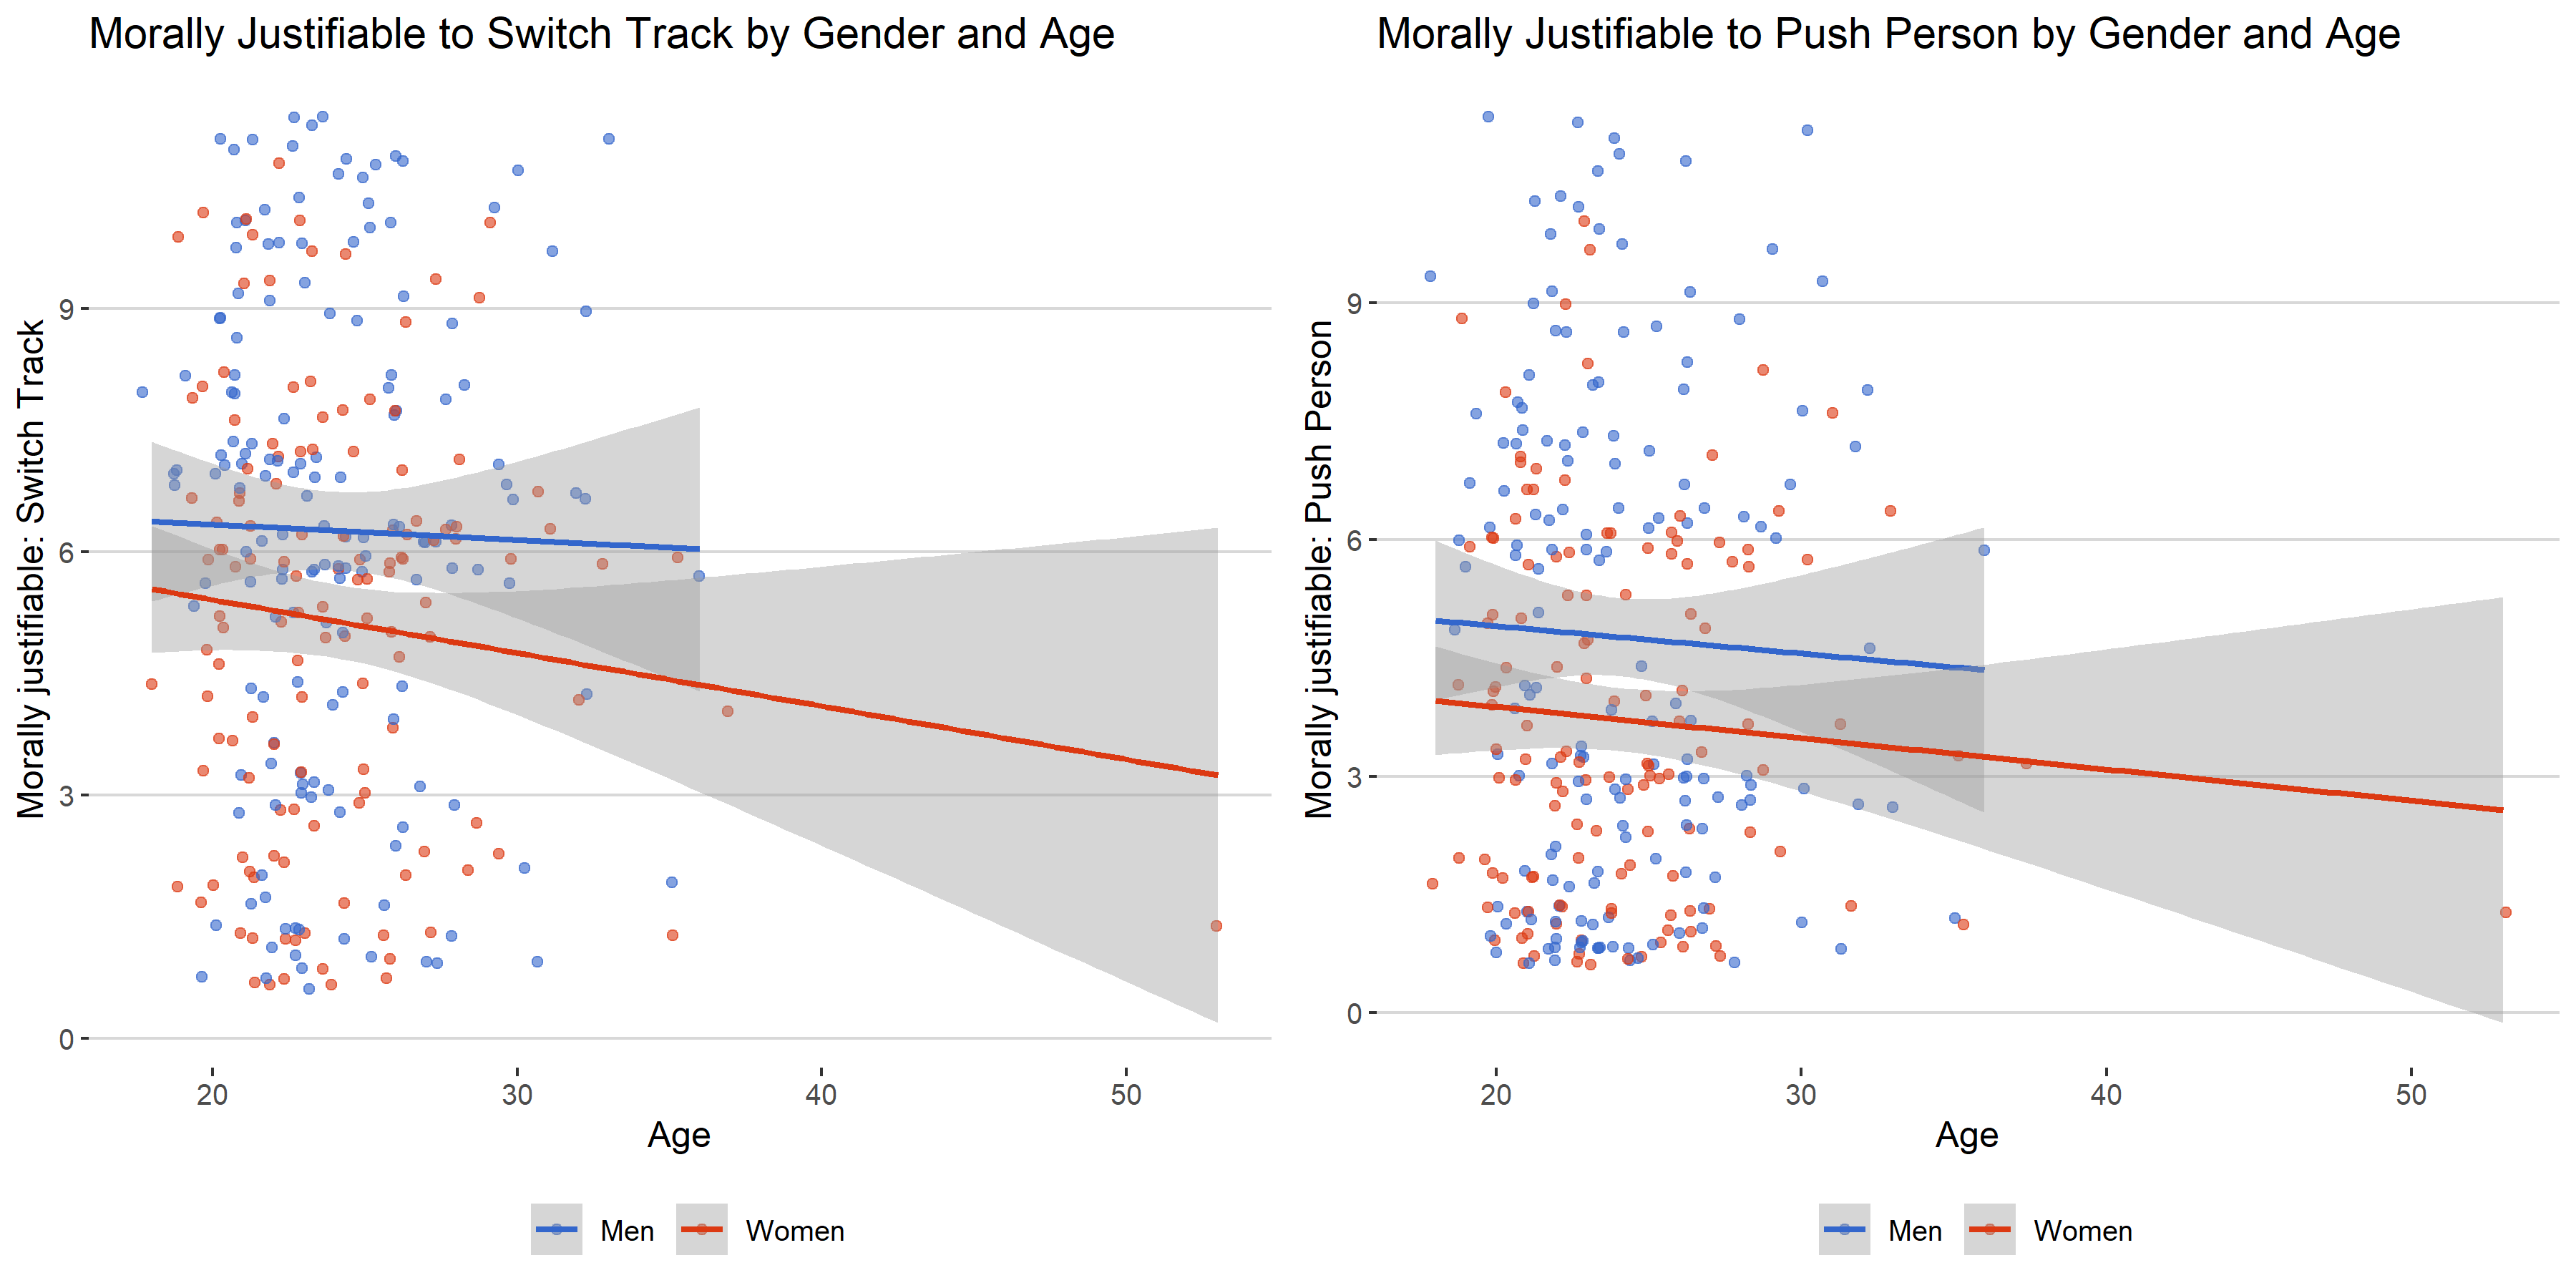 Morally Justifiable to Switch Track by Gender and Age
Morally justifiable: Switch Track
9
6
3
0
20 30 40 50
Age
Men Women
Morally Justifiable to Push Person by Gender and Age
Morally justifiable: Push Person
9
6
3
0
20 30 40 50
Age
Men Women